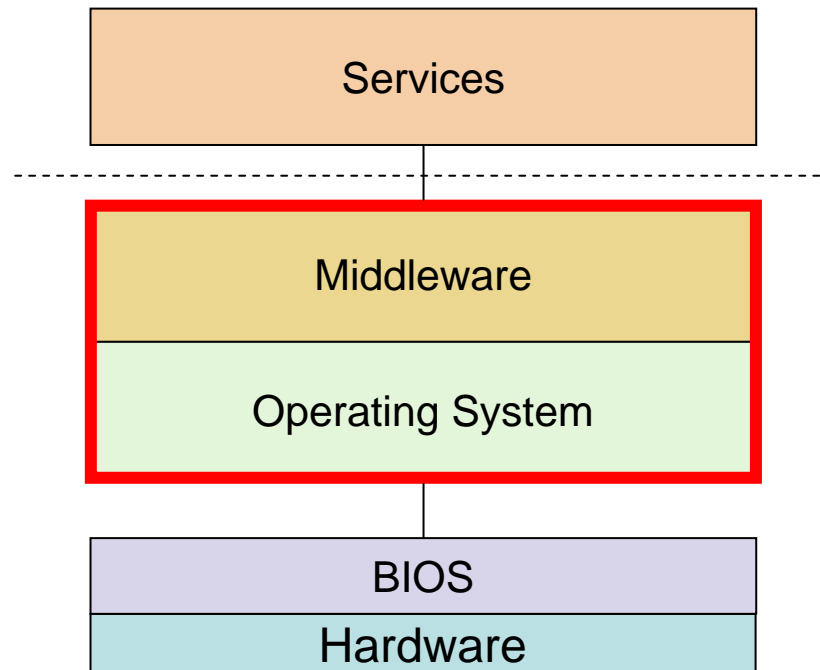 Services
Middleware
Operating System
BIOS
Hardware